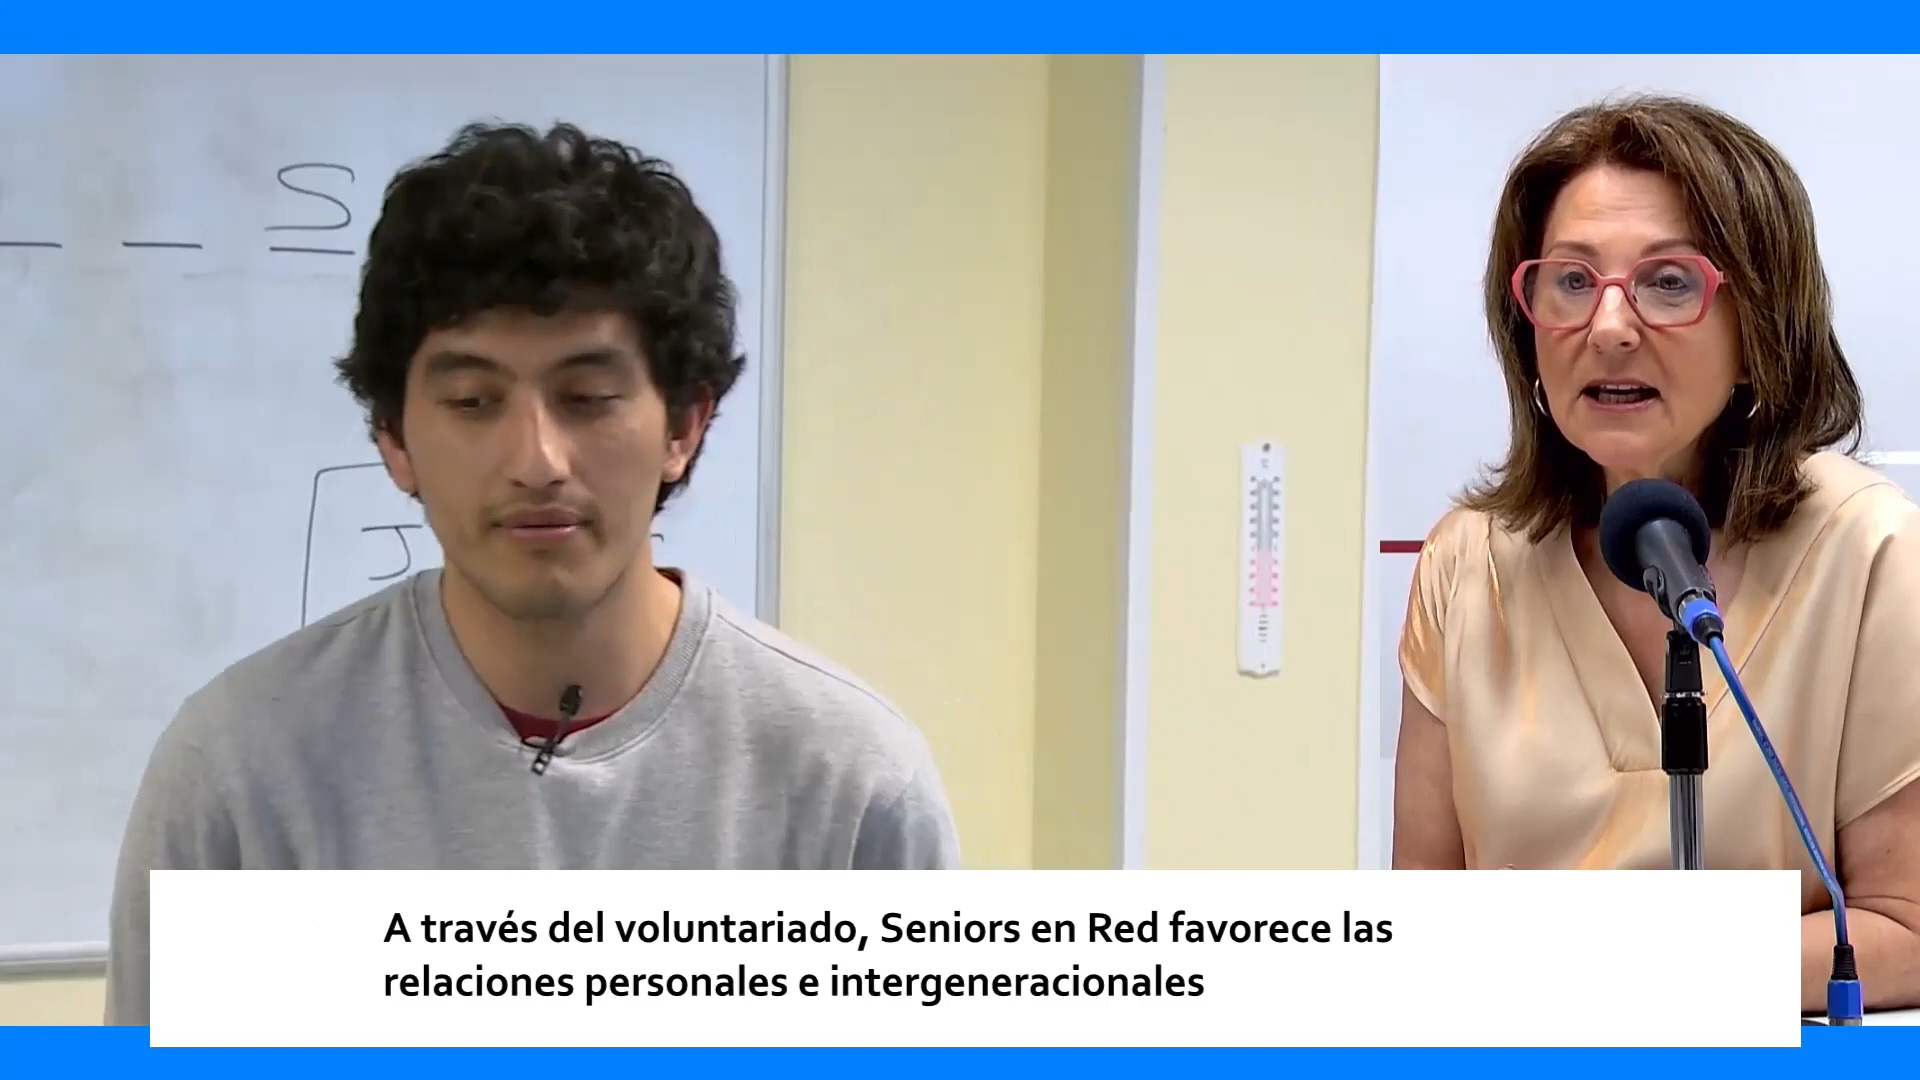 S
J
A través del voluntariado, Seniors en Red favorece las
relaciones personales e intergeneracionales